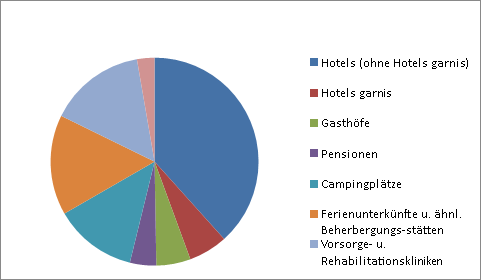 Hotels (ohne Hotels garnis)
Hotels garnis
Gasthöfe
Pensionen
Campingplätze
Ferienunterkünfte u. ähnl.
Beherbergungs-stätten
Vorsorge- u.
Rehabilitationskliniken